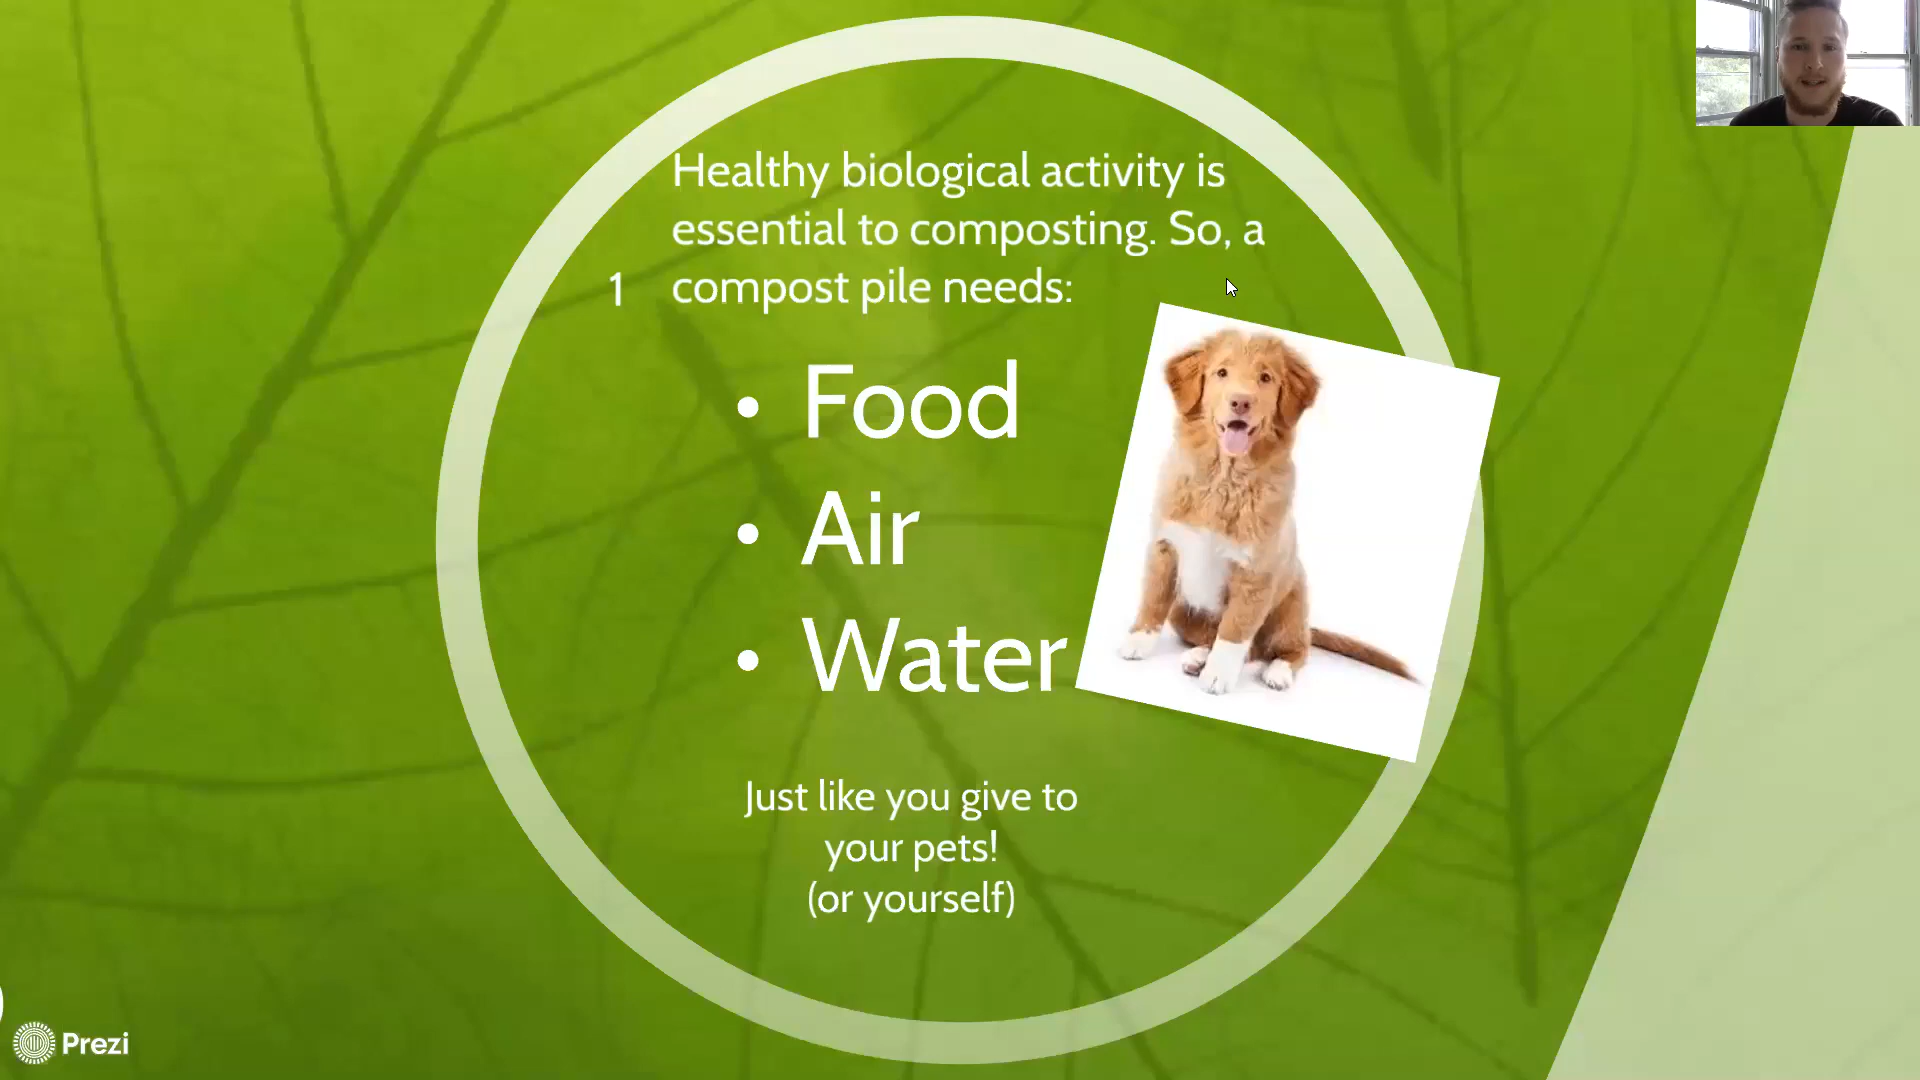 Healthy biological activity is
essential to composting. So, a
1 compost pile needs:
• Food
• Air
• Water
Just like you give to
your pets!
(or yourself)
Prezi